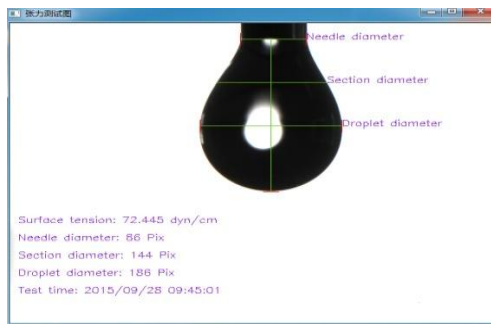 张力测试图
Needle diameter
Section diameter
Droplet diameter
Surface tension: 72.445 dyn/cm
Needle diameter: 86 Pix
Section diameter: 144 Pix
Droplet diameter: 186 Pix
Test time: 2015/09/28 09:45:01